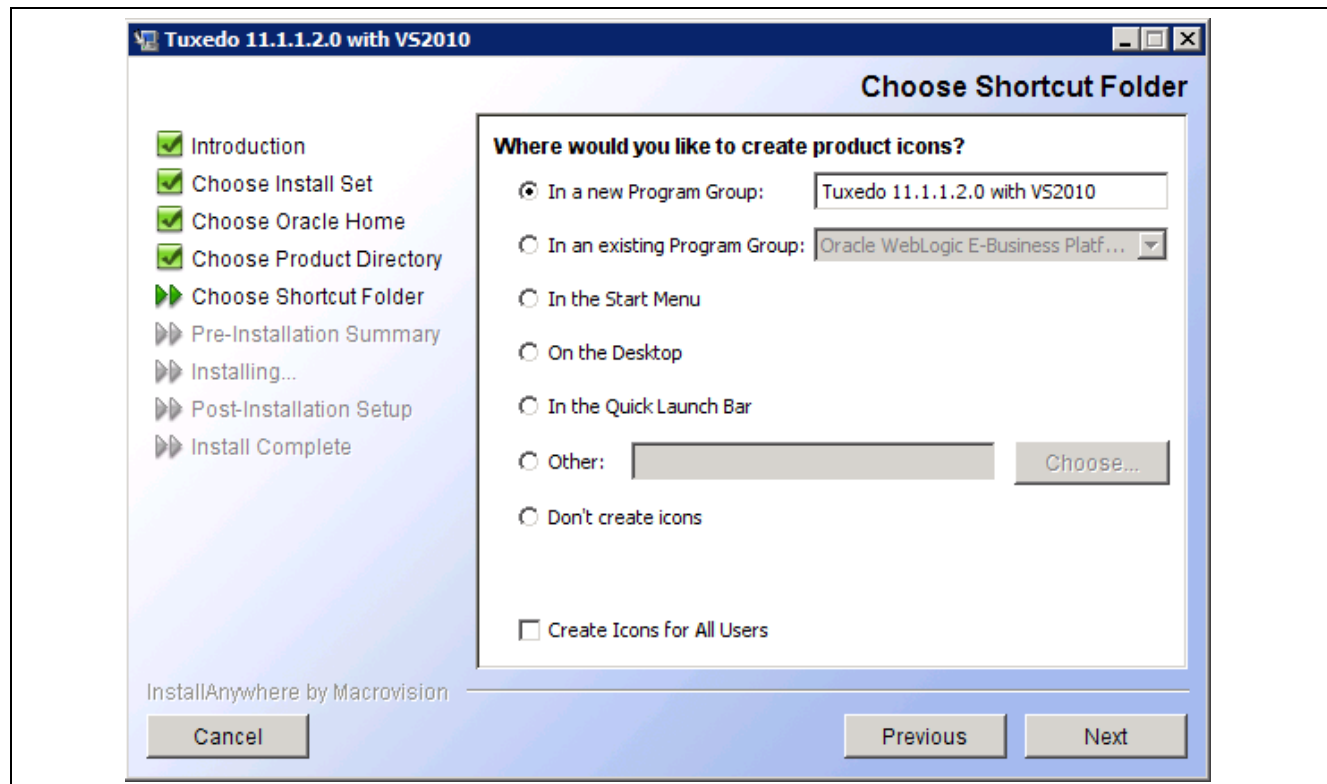 Tuxedo 11.1.1.2.0 with VS2010
Choose Shortcut Folder
Introduction
Choose Install Set
Choose Oracle Home
Choose Product Directory
Choose Shortcut Folder
Pre-Installation Summary
Installing...
Post-Installation Setup
Install Complete
Where would you like to create product icons?
In a new Program Group: Tuxedo 11.1.1.2.0 with VS2010
In an existing Program Group: Oracle WebLogic E-Business Platf...
In the Start Menu
On the Desktop
In the Quick Launch Bar
Other: Choose...
Don't create icons
Create Icons for All Users
InstallAnywhere by Macrovision
Cancel Previous Next